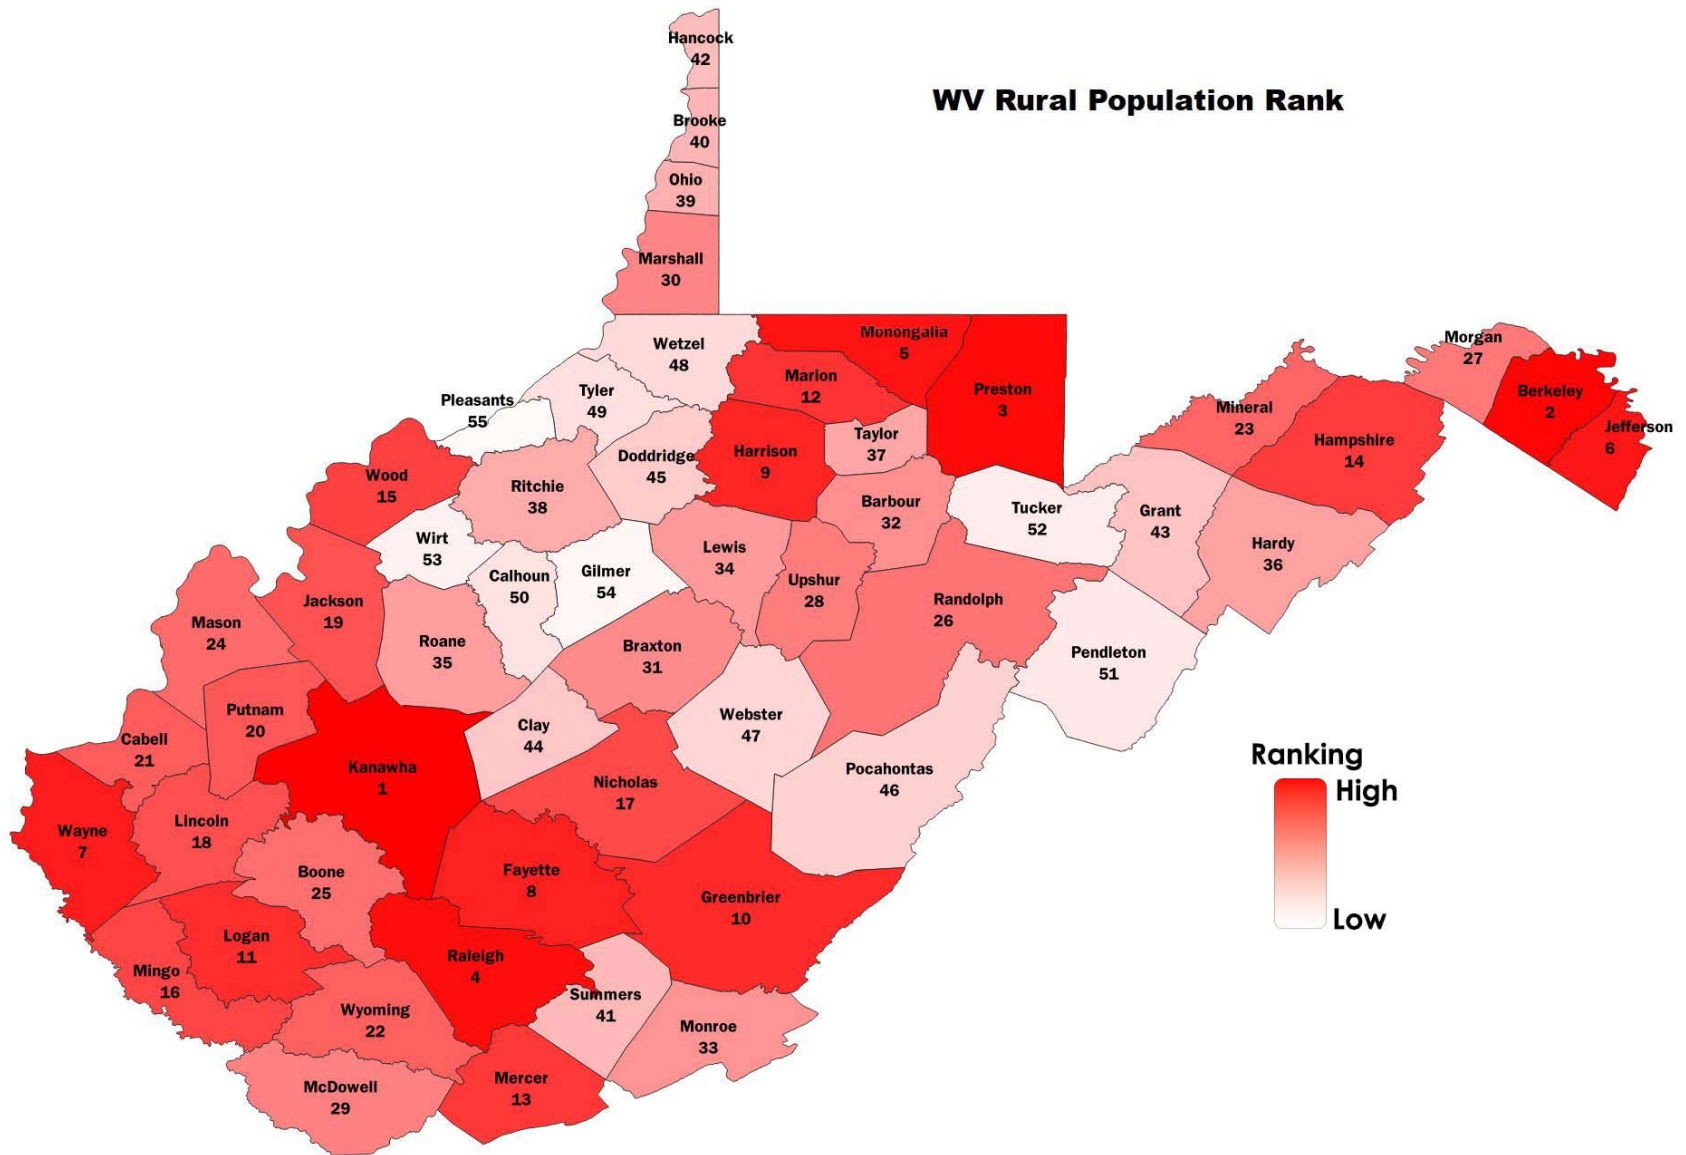 Hancock
42
WV Rural Population Rank
Brooke
40
Ohio
39
Marshall
30
Monongalia
5
Wetzel
48
Morgan
27
Marion
12
Preston
3
Berkeley
2
Tyler
49
Pleasants
55
Mineral
23
Jefferson
6
Taylor
37
Hampshire
14
Harrison
9
Doddridge
45
Wood
15
Ritchie
38
Barbour
32
Tucker
52
Grant
43
Wirt
53
Hardy
36
Lewis
34
Calhoun
50
Gilmer
54
Upshur
28
Jackson
19
Randolph
26
Mason
24
Roane
35
Braxton
31
Pendleton
51
Putnam
20
Webster
47
Clay
44
Cabell
21
Ranking
High
Low
Kanawha
1
Pocahontas
46
Nicholas
17
Lincoln
18
Wayne
7
Boone
25
Fayette
8
Greenbrier
10
Logan
11
Raleigh
4
Mingo
16
Summers
41
Wyoming
22
Monroe
33
Mercer
13
McDowell
29